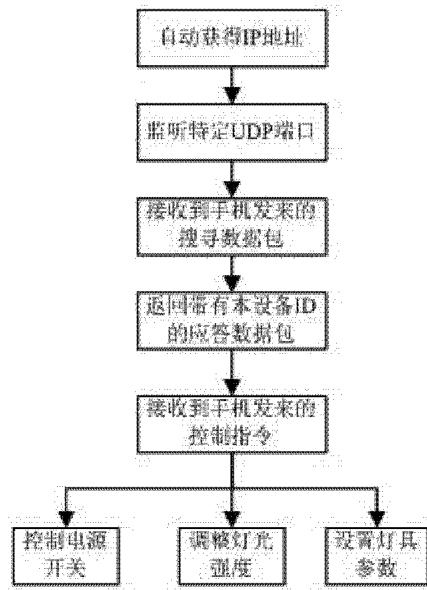 自动获得IP地址
监听特定UDP端口
接收到手机发来的
搜寻数据包
返回带有本设备ID
的应答数据包
接收到手机发来的
控制指令
控制电源
开关
调整灯光
强度
设置灯具
参数